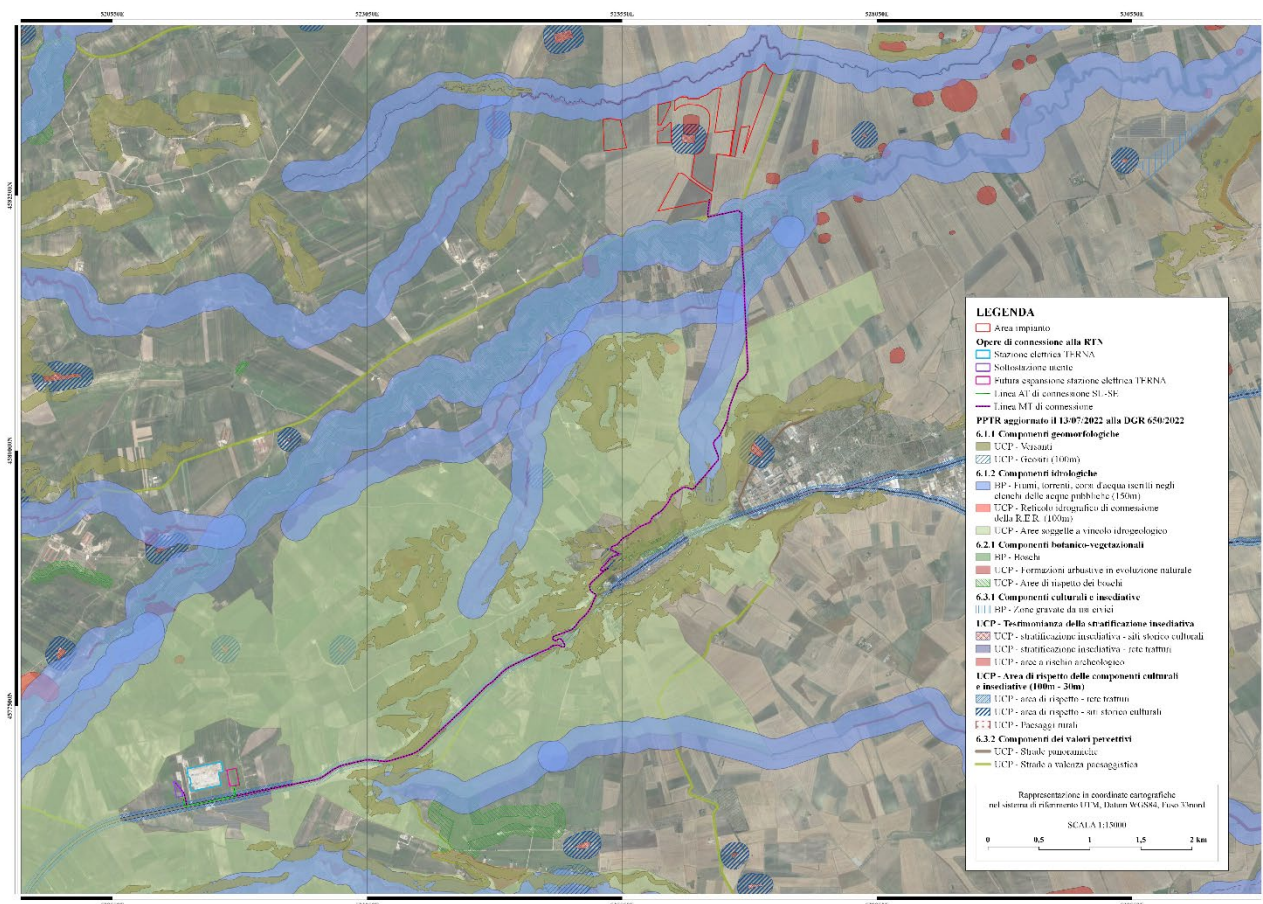 LEGENDA
Area impianto
Opere di connessione alla RTN
Stazione elettrica TERNA
Sottostazione utente
Futura espansione stazione elettrica TERNA
Linea AT di connessione SU-SE
Linea MT di connessione
PPTR aggiornato il 13/07/2022 alla DGR 650/2022
6.1.1 Componenti geomorfologiche
UCP - Versanti
UCP - Geositi (100m)
6.1.2 Componenti idrologiche
BP - Fiumi, torrenti, corsi d'acqua iscritti negli
elenchi delle acque pubbliche (150m)
UCP - Reticolo idrografico di connessione
della R.E.R. (100m)
UCP - Aree soggette a vincolo idrogeologico
6.2.1 Componenti botanico-vegetazionali
BP - Boschi
UCP - Formazioni arbustive in evoluzione naturale
UCP - Aree di rispetto dei boschi
6.3.1 Componenti culturali e insediative
BP - Zone gravate da usi civici
UCP - Testimonianza della stratificazione insediativa
UCP - stratificazione insediativa - siti storico culturali
UCP - stratificazione insediativa - rete tratturi
UCP - aree a rischio archeologico
UCP - Area di rispetto delle componenti culturali
e insediative (100m - 30m)
UCP - area di rispetto - rete tratturi
UCP - area di rispetto - siti storico culturali
UCP - Paesaggi rurali
6.3.2 Componenti dei valori percettivi
UCP - Strade panoramiche
UCP - Strade a valenza paesaggistica
Rappresentazione in coordinate cartografiche
nel sistema di riferimento UTM, Datum WGS84, Fuso 33nord
SCALA 1:15000
0 0,5 1 1,5 2 km